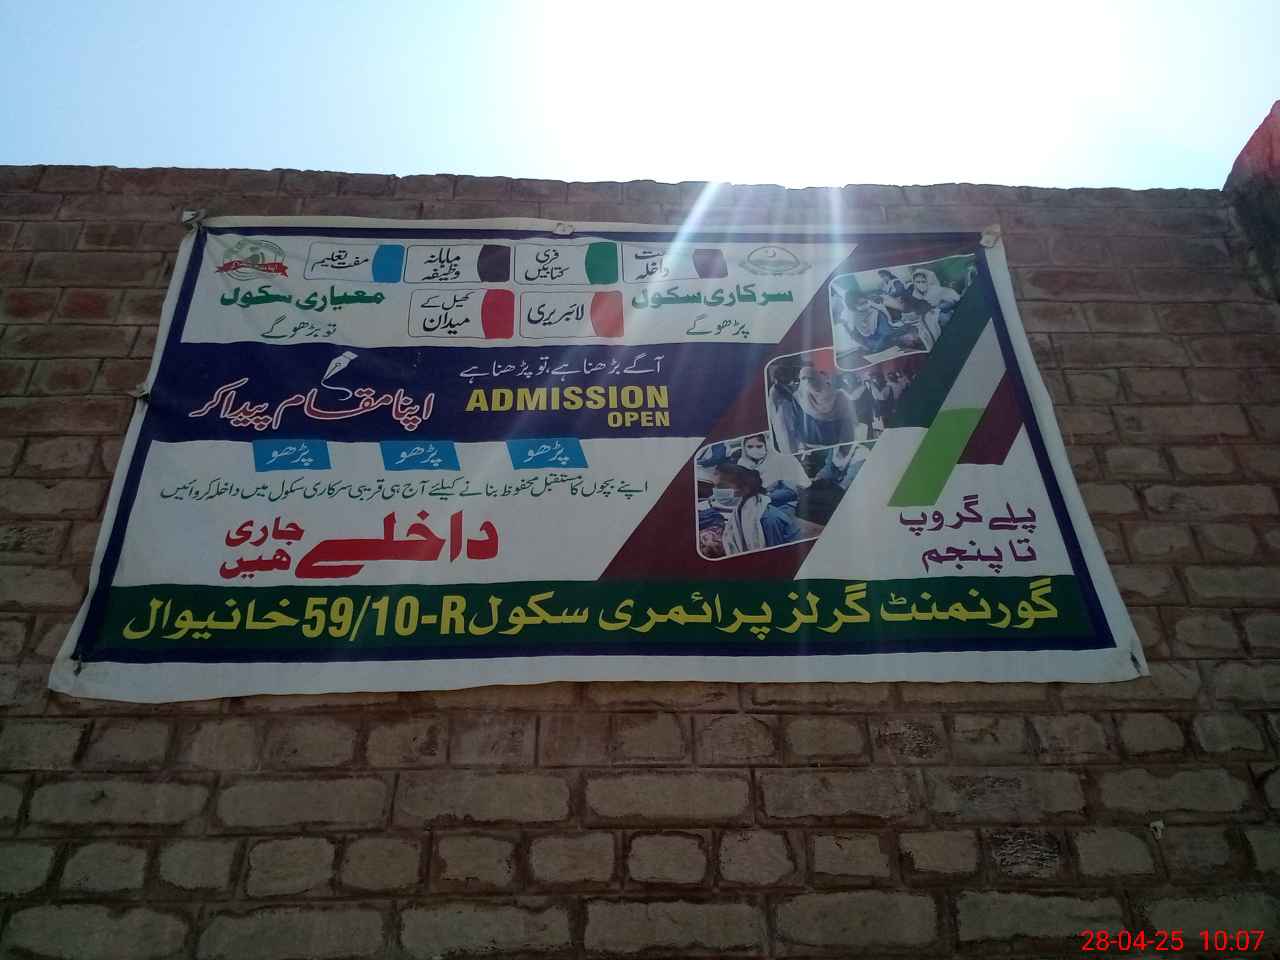 مفت داخلہ
فری کتابیں
ماہانہ وظیفہ
مفت تعلیم
سرکاری سکول
لائبریری
کھیل کے میدان
معیاری سکول
پڑھو گے
تو بڑھو گے
آگے بڑھنا ہے، تو پڑھنا ہے
ADMISSION
OPEN
اپنا مقام پیدا کر
پڑھو
بڑھو
پڑھو
اپنے بچوں کا مستقبل محفوظ بنانے کیلئے آج ہی قریبی سرکاری سکول میں داخلہ کروائیں
داخلے جاری ہیں
پلے گروپ
تا پنجم
گورنمنٹ گرلز پرائمری سکول 59/10-R خانیوال
28-04-25 10:07